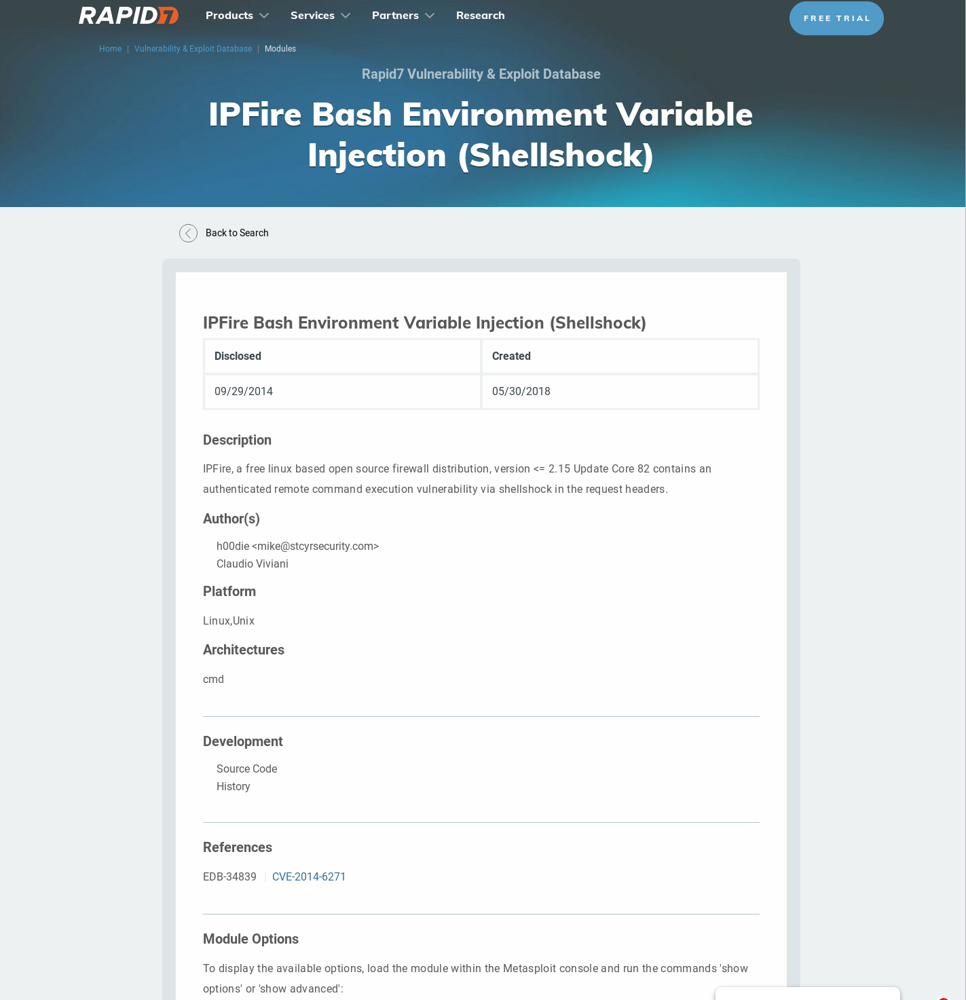 RAPID7
Products
Services
Partners
Research
FREE TRIAL
Home | Vulnerability & Exploit Database | Modules
Rapid7 Vulnerability & Exploit Database
IPFire Bash Environment Variable
Injection (Shellshock)
Back to Search
IPFire Bash Environment Variable Injection (Shellshock)
Disclosed
Created
09/29/2014
05/30/2018
Description
IPFire, a free linux based open source firewall distribution, version <= 2.15 Update Core 82 contains an
authenticated remote command execution vulnerability via shellshock in the request headers.
Author(s)
h00die <mike@stcyrsecurity.com>
Claudio Viviani
Platform
Linux,Unix
Architectures
cmd
Development
Source Code
History
References
EDB-34839 | CVE-2014-6271
Module Options
To display the available options, load the module within the Metasploit console and run the commands 'show
options' or 'show advanced':